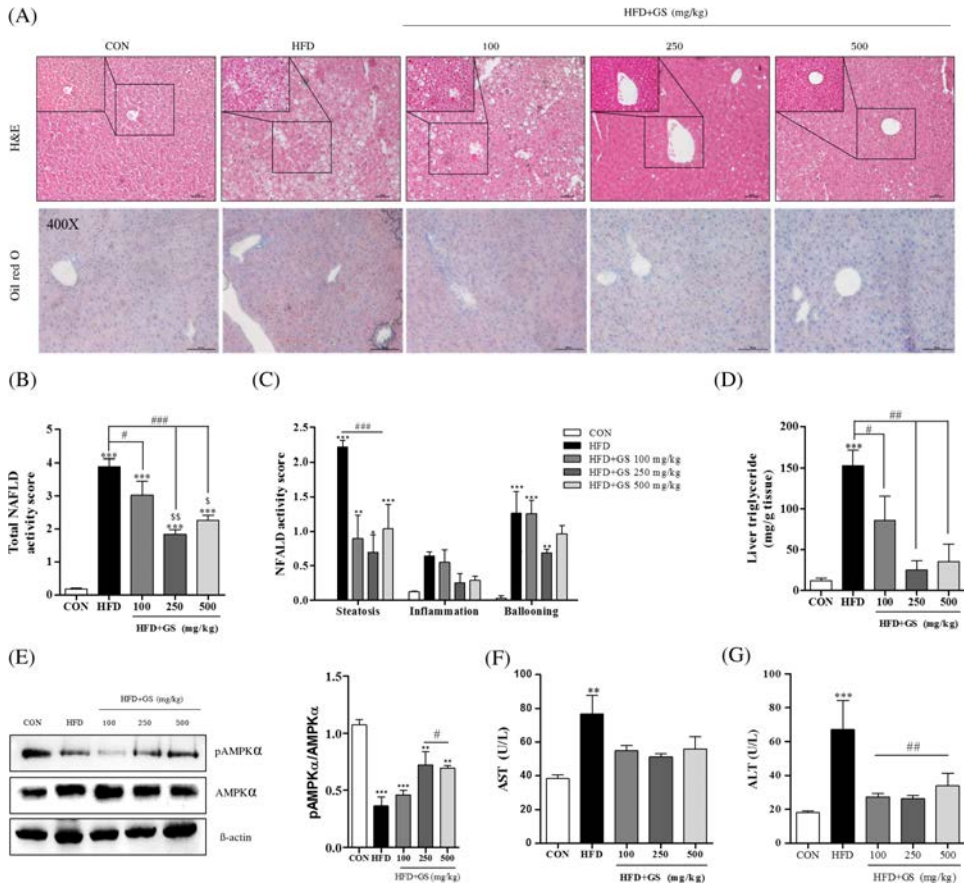 (A)
HFD+GS (mg/kg)
CON HFD 100 250 500
H&E
400X
Oil red O
(B)
Total NAFLD
activity score
5
4
3
2
1
0
***
***
***
***
#
###
$$
$
CON HFD 100 250 500
HFD+GS (mg/kg)
(C)
NFALD activity score
2.5
2.0
1.5
1.0
0.5
0.0
###
***
**
*
***
***
***
**
Steatosis Inflammation Ballooning
CON
HFD
HFD+GS 100 mg/kg
HFD+GS 250 mg/kg
HFD+GS 500 mg/kg
(D)
Liver triglyceride
(mg/g tissue)
200
150
100
50
0
##
#
***
CON HFD 100 250 500
HFD+GS (mg/kg)
(E)
HFD+GS (mg/kg)
CON HFD 100 250 500
pAMPKα
AMPKα
ß-actin
pAMPKα/AMPKα
1.5
1.0
0.5
0.0
#
***
***
**
**
CON HFD 100 250 500
HFD+GS (mg/kg)
(F)
AST (U/L)
100
80
60
40
20
0
**
CON HFD 100 250 500
HFD+GS (mg/kg)
(G)
ALT (U/L)
100
80
60
40
20
0
***
##
CON HFD 100 250 500
HFD+GS (mg/kg)